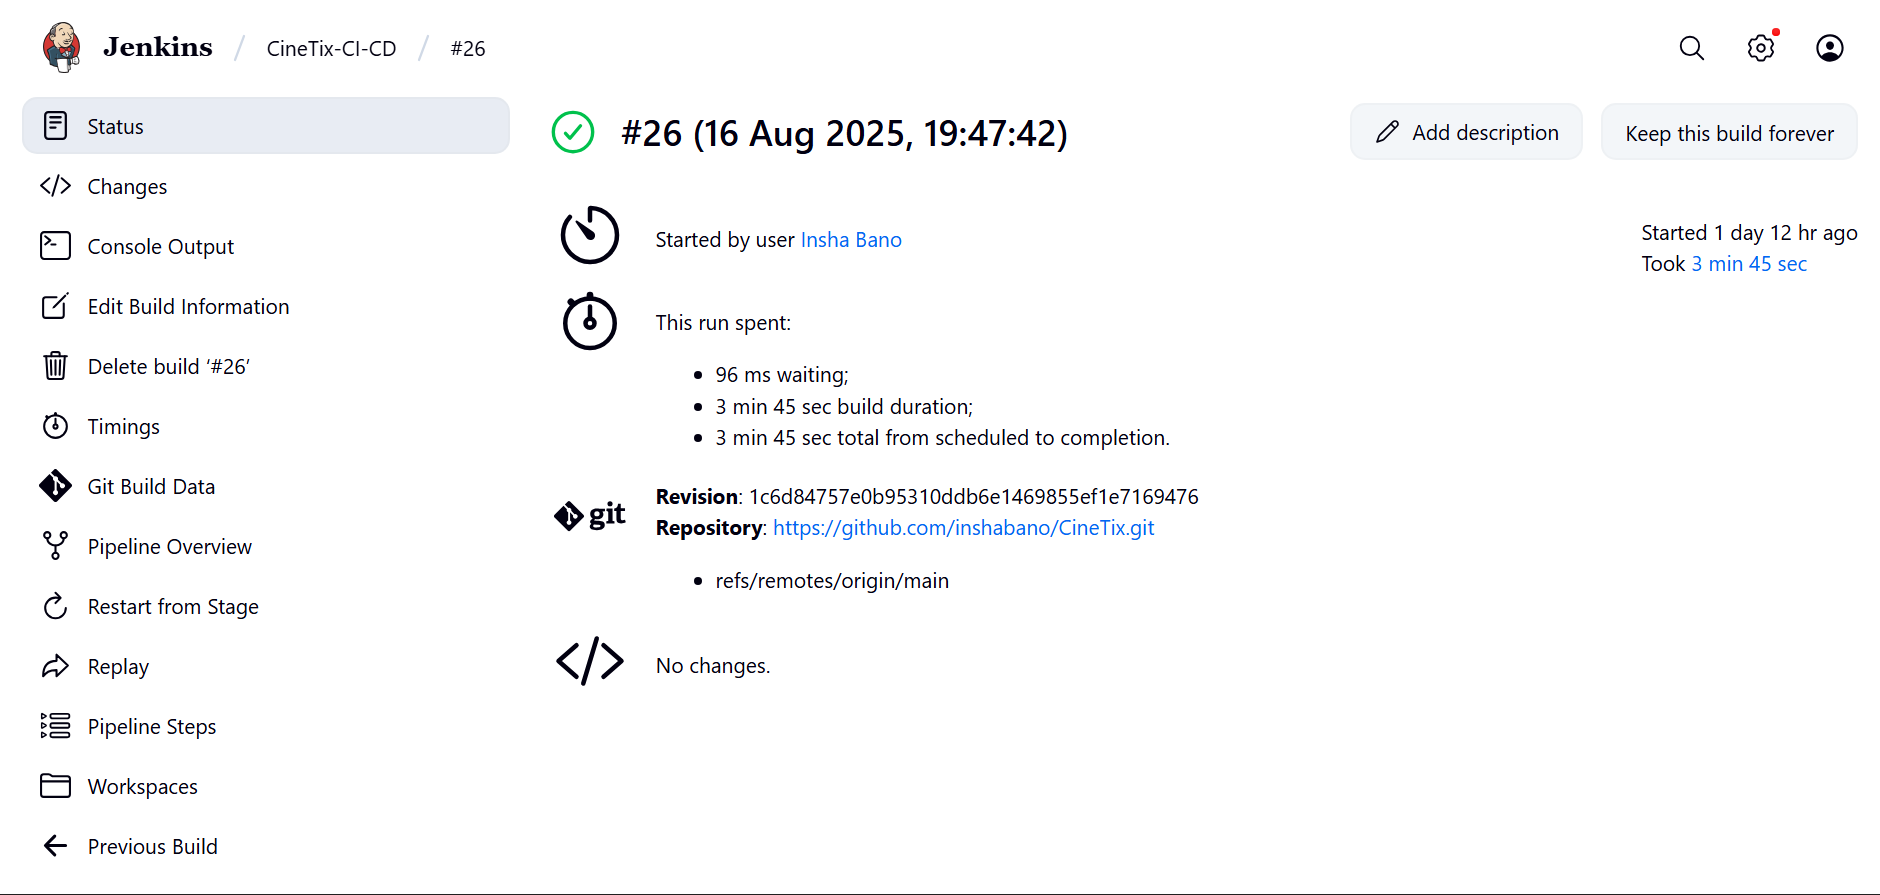 Jenkins / CineTix-CI-CD / #26
Status
Changes
Console Output
Edit Build Information
Delete build ‘#26’
Timings
Git Build Data
Pipeline Overview
Restart from Stage
Replay
Pipeline Steps
Workspaces
Previous Build
#26 (16 Aug 2025, 19:47:42)
Add description
Keep this build forever
Started by user Insha Bano
Started 1 day 12 hr ago
Took 3 min 45 sec
This run spent:
96 ms waiting;
3 min 45 sec build duration;
3 min 45 sec total from scheduled to completion.
git
Revision: 1c6d84757e0b95310ddb6e1469855ef1e7169476
Repository: https://github.com/inshabano/CineTix.git
refs/remotes/origin/main
No changes.